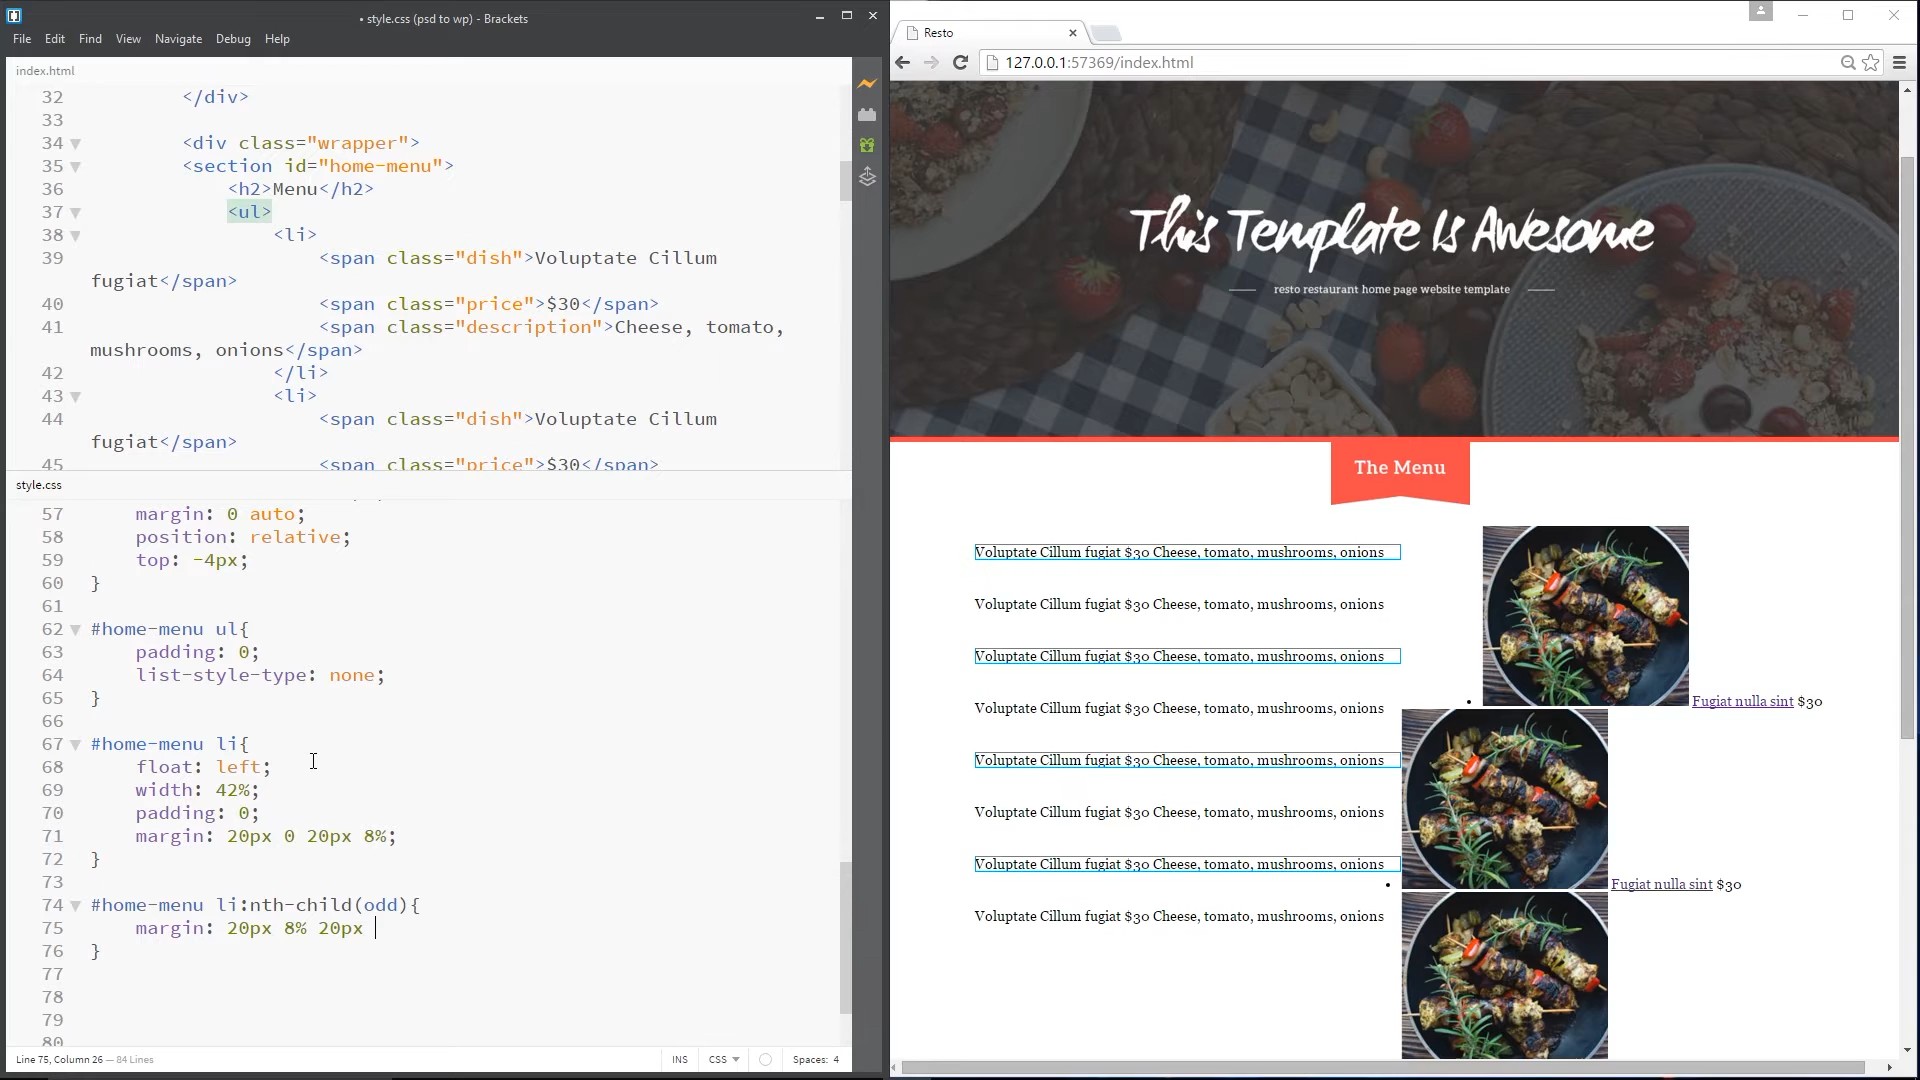 • style.css (psd to wp) - Brackets
File Edit Find View Navigate Debug Help
index.html
32 </div>
33
34 <div class="wrapper">
35 <section id="home-menu">
36 <h2>Menu</h2>
37 <ul>
38 <li>
39 <span class="dish">Voluptate Cillum
fugiat</span>
40 <span class="price">$30</span>
41 <span class="description">Cheese, tomato,
mushrooms, onions</span>
42 </li>
43 <li>
44 <span class="dish">Voluptate Cillum
fugiat</span>
45 <span class="price">$30</span>
style.css
57 margin: 0 auto;
58 position: relative;
59 top: -4px;
60 }
61
62 #home-menu ul{
63 padding: 0;
64 list-style-type: none;
65 }
66
67 #home-menu li{
68 float: left;
69 width: 42%;
70 padding: 0;
71 margin: 20px 0 20px 8%;
72 }
73
74 #home-menu li:nth-child(odd){
75 margin: 20px 8% 20px
76 }
77
78
79
80
Line 75, Column 26 — 84 Lines
INS CSS Spaces: 4
Resto
127.0.0.1:57369/index.html
This Template Is Awesome
resto restaurant home page website template
The Menu
Voluptate Cillum fugiat $30 Cheese, tomato, mushrooms, onions
Voluptate Cillum fugiat $30 Cheese, tomato, mushrooms, onions
Voluptate Cillum fugiat $30 Cheese, tomato, mushrooms, onions
Voluptate Cillum fugiat $30 Cheese, tomato, mushrooms, onions
Voluptate Cillum fugiat $30 Cheese, tomato, mushrooms, onions
Voluptate Cillum fugiat $30 Cheese, tomato, mushrooms, onions
Voluptate Cillum fugiat $30 Cheese, tomato, mushrooms, onions
Voluptate Cillum fugiat $30 Cheese, tomato, mushrooms, onions
• Fugiat nulla sint $30
• Fugiat nulla sint $30